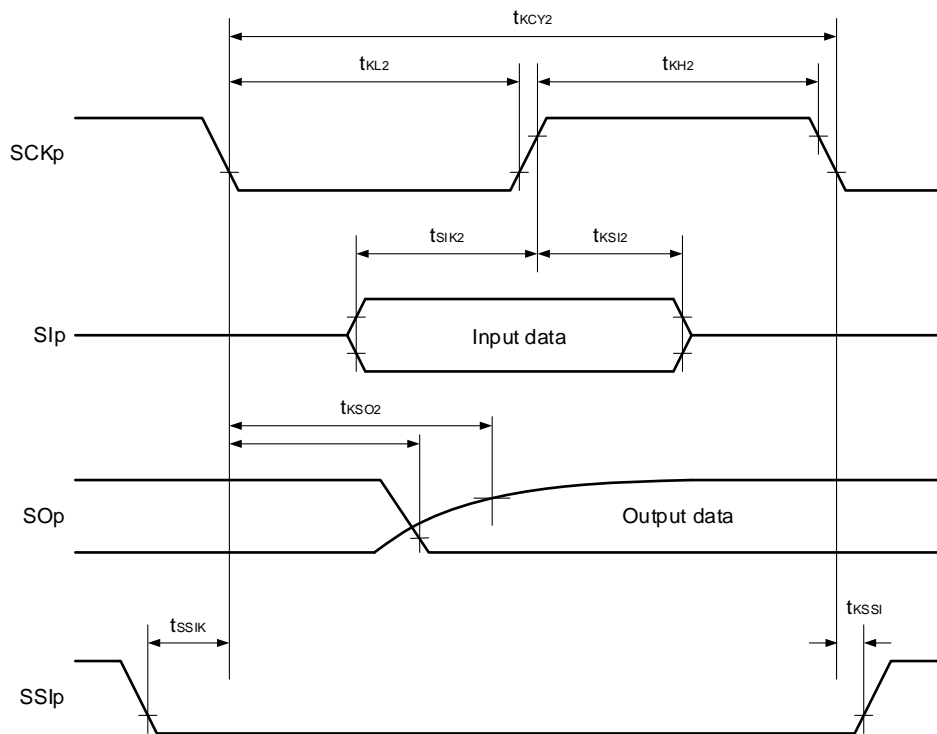 tKCY2
tKL2
tKH2
SCKp
tSIK2
tKSI2
SIp
Input data
tKSO2
SOp
Output data
tSSIK
tKSSI
SSIp